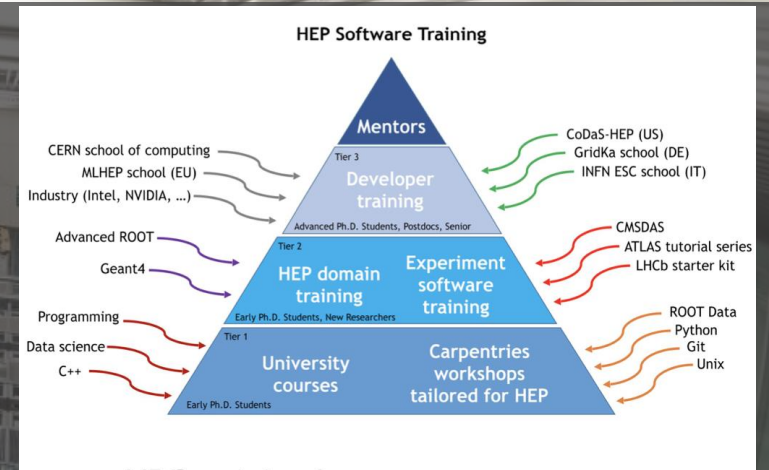 HEP Software Training
Mentors
CERN school of computing
MLHEP school (EU)
Industry (Intel, NVIDIA, ...)
Tier 3
Developer
training
Advanced Ph.D. Students, Postdocs, Senior
CoDaS-HEP (US)
GridKa school (DE)
INFN ESC school (IT)
Advanced ROOT
Geant4
Tier 2
HEP domain
training
Experiment
software
training
Early Ph.D. Students, New Researchers
CMSDAS
ATLAS tutorial series
LHCb starter kit
Programming
Data science
C++
Tier 1
University
courses
Carpentries
workshops
tailored for HEP
Early Ph.D. Students
ROOT Data
Python
Git
Unix